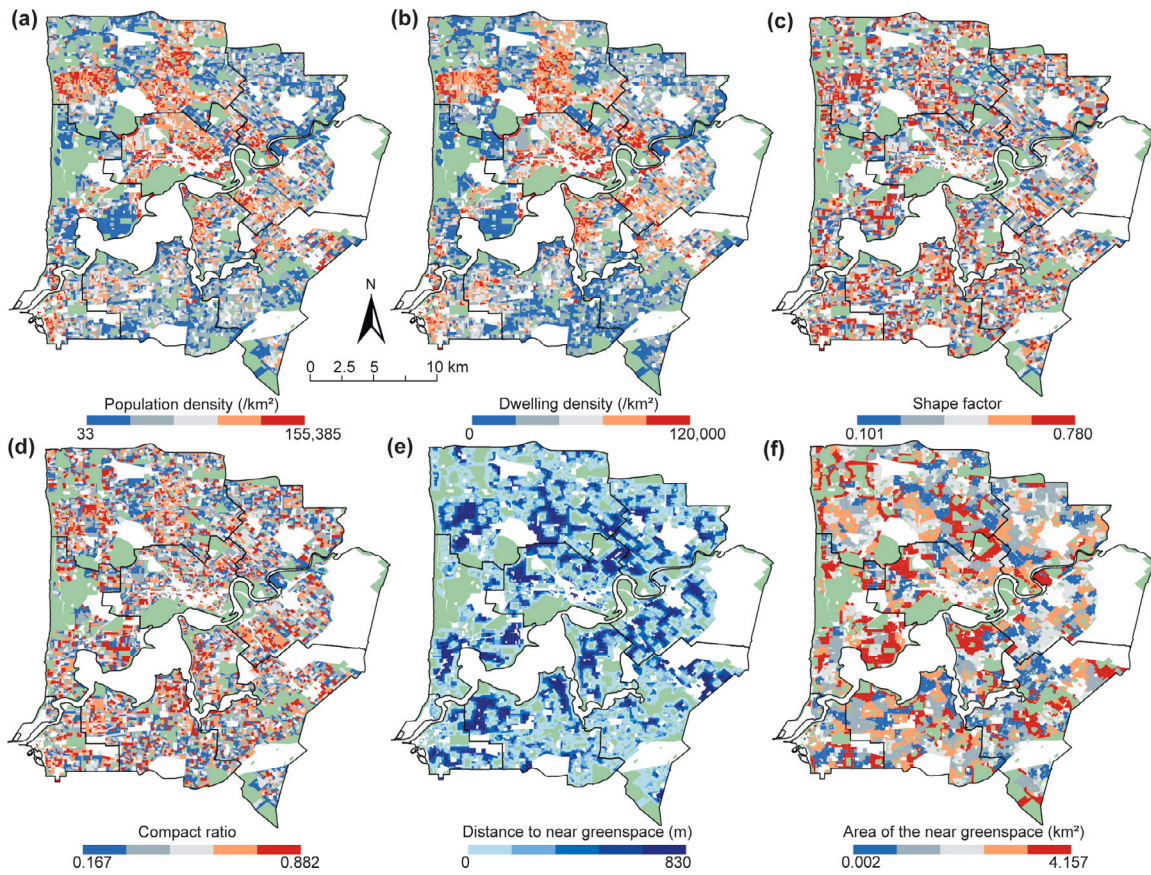 (a)
(b)
(c)
N
0 2.5 5 10 km
Population density (/km²)
33 155,385
Dwelling density (/km²)
0 120,000
Shape factor
0.101 0.780
(d)
(e)
(f)
Compact ratio
0.167 0.882
Distance to near greenspace (m)
0 830
Area of the near greenspace (km²)
0.002 4.157